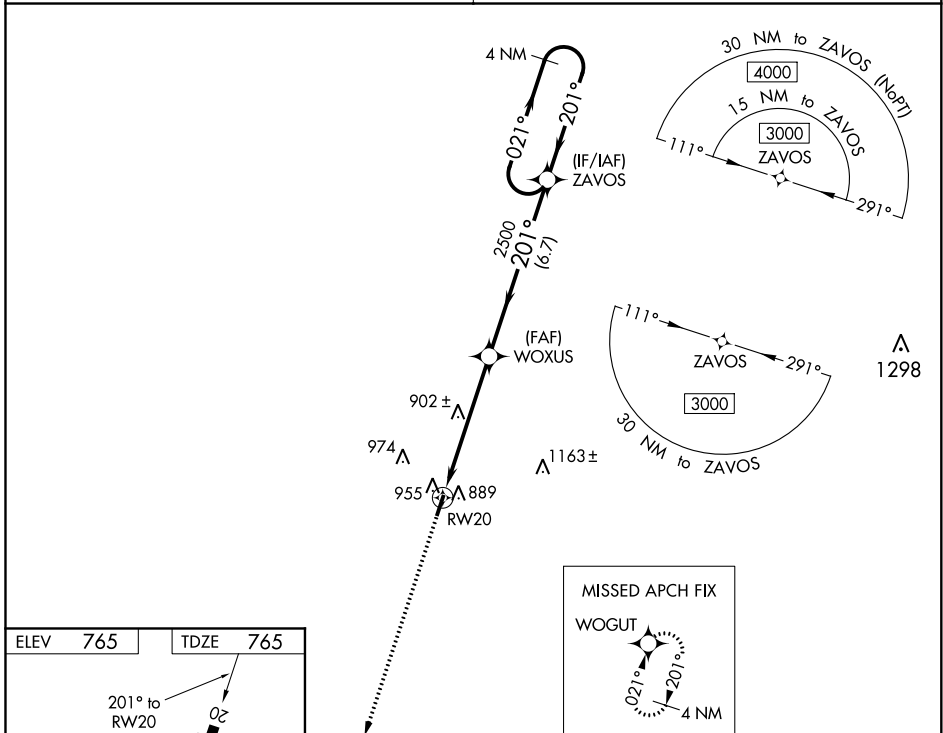 4 NM
201°
021°
(IF/IAF)
ZAVOS
2500
201°
(6.7)
(FAF)
WOXUS
902 ±
974
955
889
RW20
1163 ±
1298
30 NM to ZAVOS (NoPT)
4000
15 NM to ZAVOS
3000
ZAVOS
111°
291°
111°
ZAVOS
291°
3000
30 NM to ZAVOS
MISSED APCH FIX
WOGUT
021°
201°
4 NM
ELEV 765
TDZE 765
201° to
RW20
20